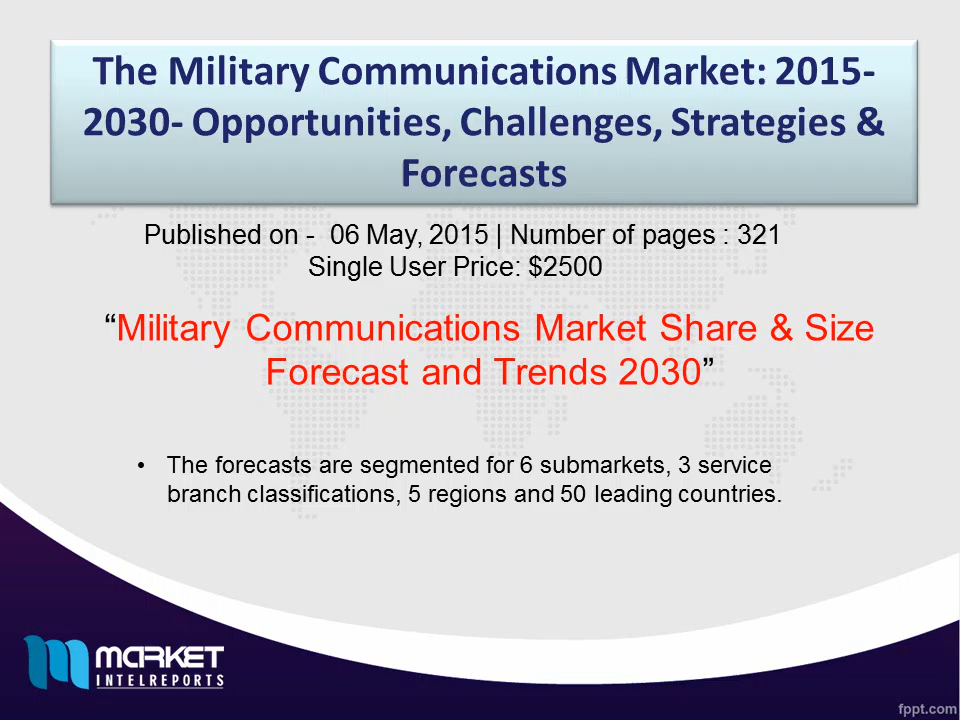 The Military Communications Market: 2015-
2030- Opportunities, Challenges, Strategies &
Forecasts
Published on -  06 May, 2015 | Number of pages : 321
Single User Price: $2500
“Military Communications Market Share & Size
Forecast and Trends 2030”
• The forecasts are segmented for 6 submarkets, 3 service
branch classifications, 5 regions and 50 leading countries.
MARKET
INTELREPORTS
fppt.com